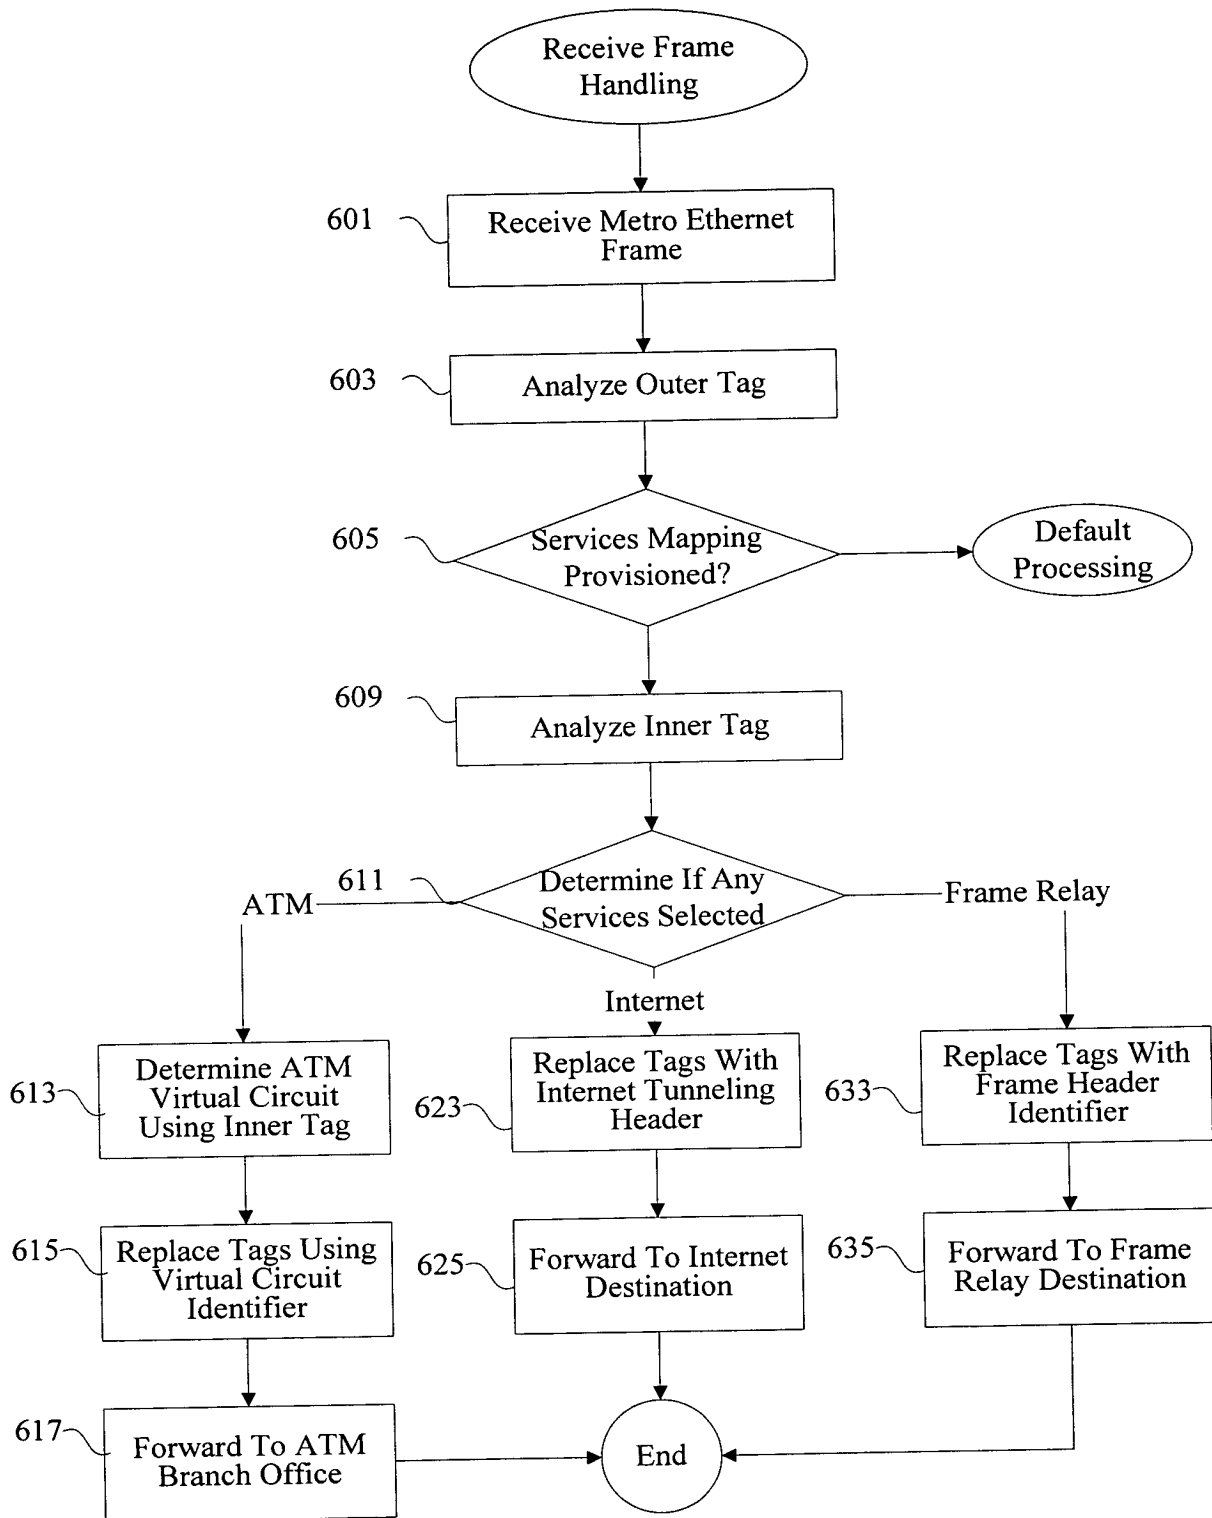 Receive Frame
Handling
601
Receive Metro Ethernet
Frame
603
Analyze Outer Tag
605
Services Mapping
Provisioned?
Default
Processing
609
Analyze Inner Tag
611
Determine If Any
Services Selected
ATM
Frame Relay
Internet
613
Determine ATM
Virtual Circuit
Using Inner Tag
623
Replace Tags With
Internet Tunneling
Header
633
Replace Tags With
Frame Header
Identifier
615
Replace Tags Using
Virtual Circuit
Identifier
625
Forward To Internet
Destination
635
Forward To Frame
Relay Destination
617
Forward To ATM
Branch Office
End